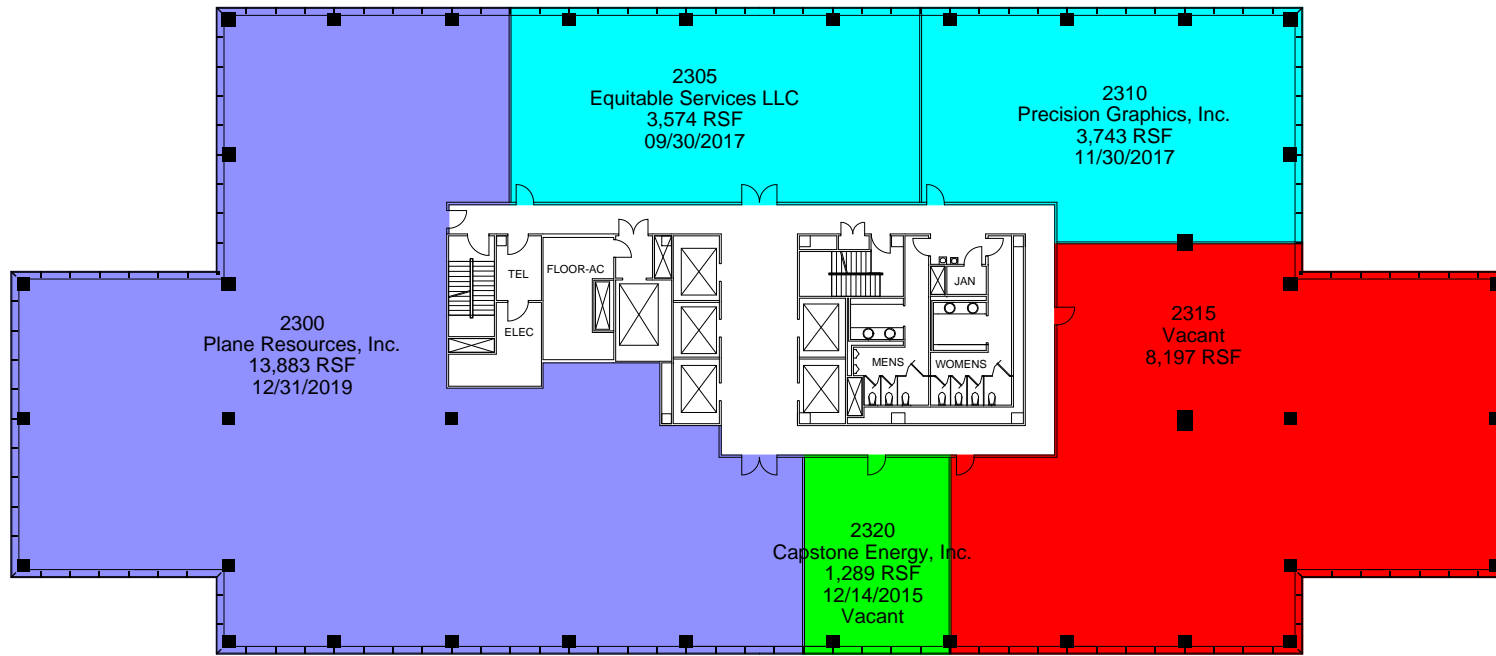 2305
Equitable Services LLC
3,574 RSF
09/30/2017
2310
Precision Graphics, Inc.
3,743 RSF
11/30/2017
2300
Plane Resources, Inc.
13,883 RSF
12/31/2019
TEL
FLOOR-AC
ELEC
JAN
MENS
WOMENS
2315
Vacant
8,197 RSF
2320
Capstone Energy, Inc.
1,289 RSF
12/14/2015
Vacant